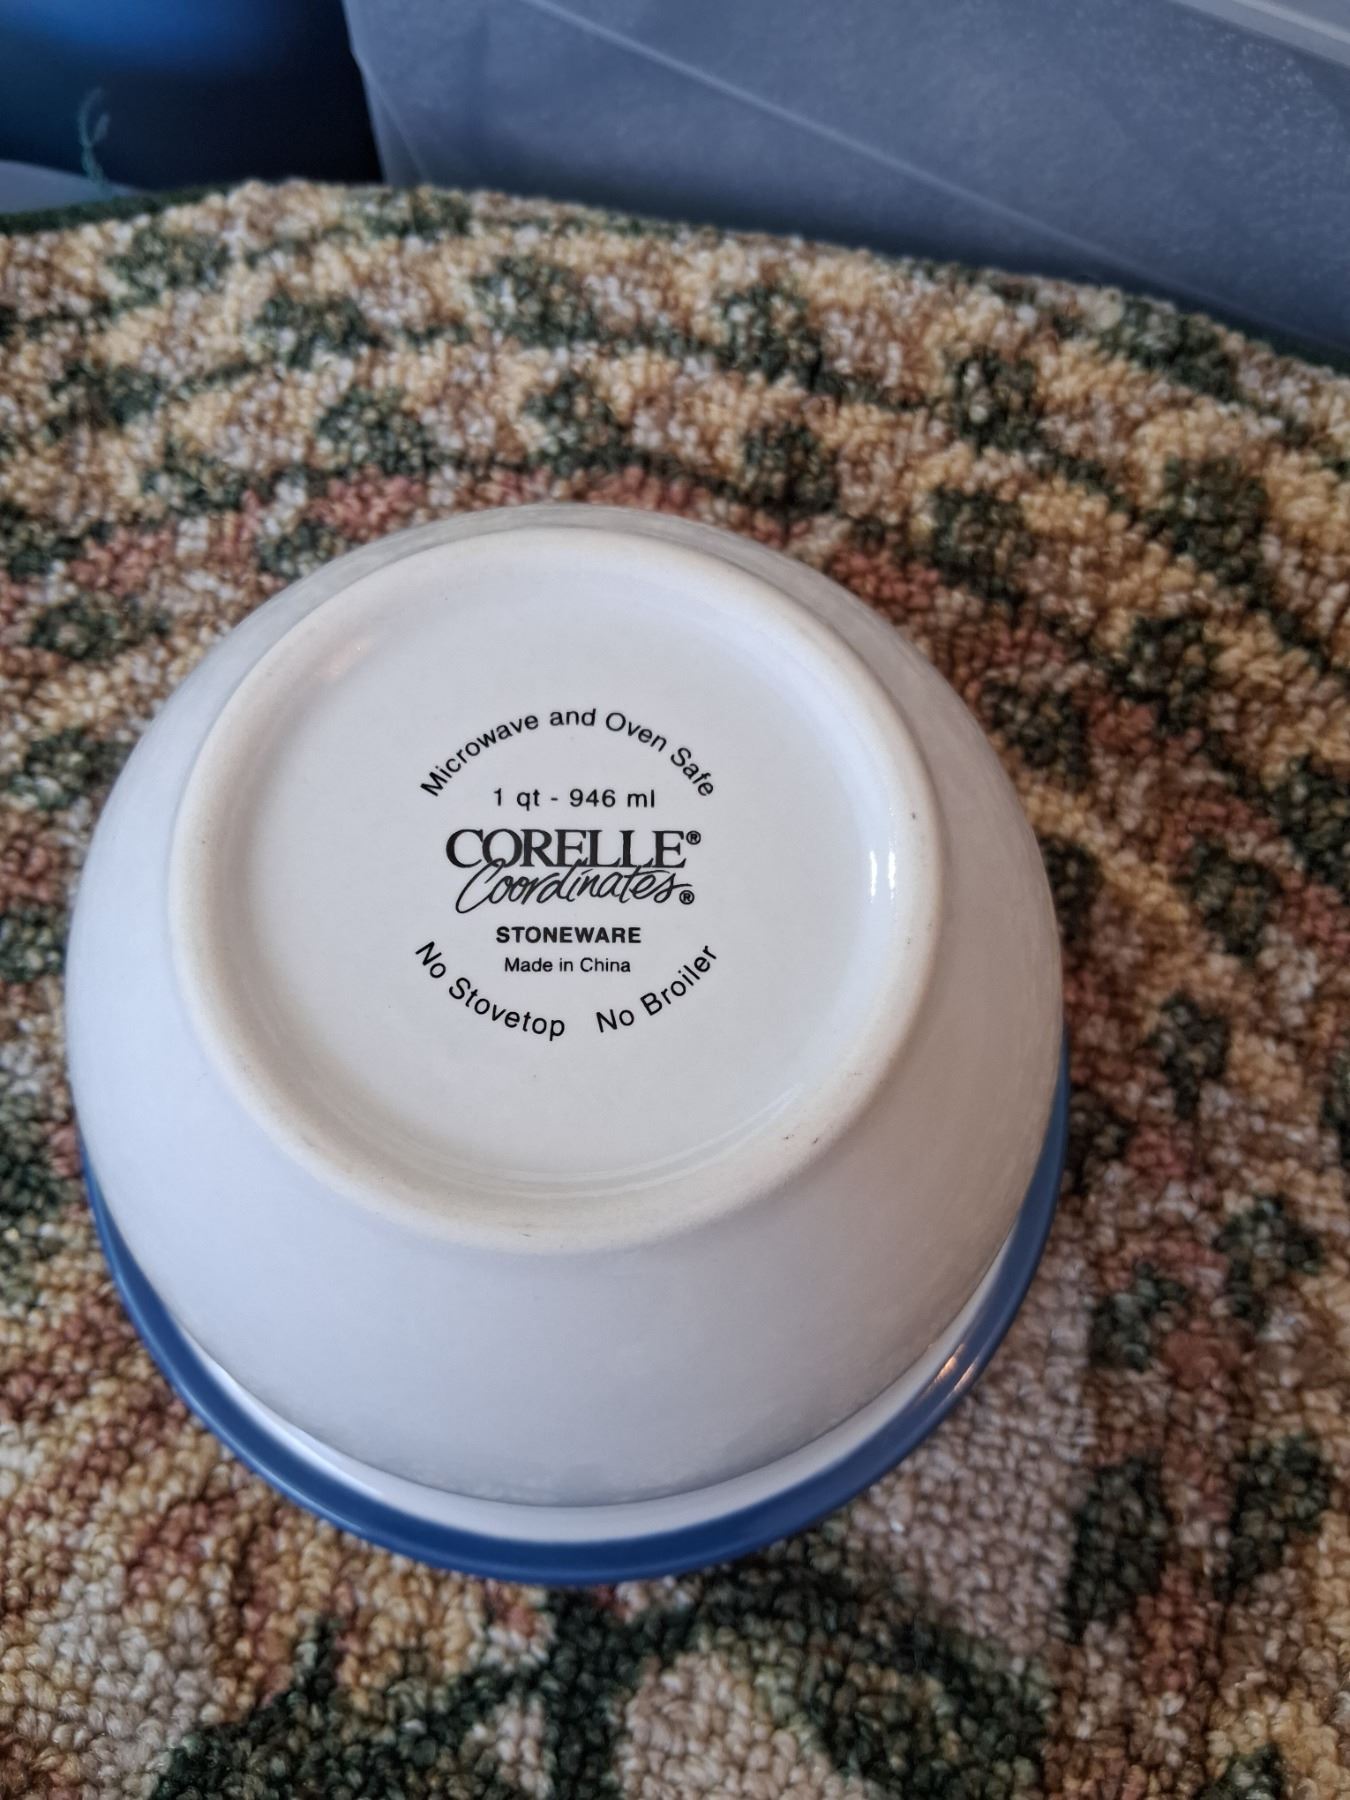 Microwave and Oven Safe
1 qt - 946 ml
CORELLE®
Coordinates®
STONEWARE
Made in China
No Stovetop No Broiler